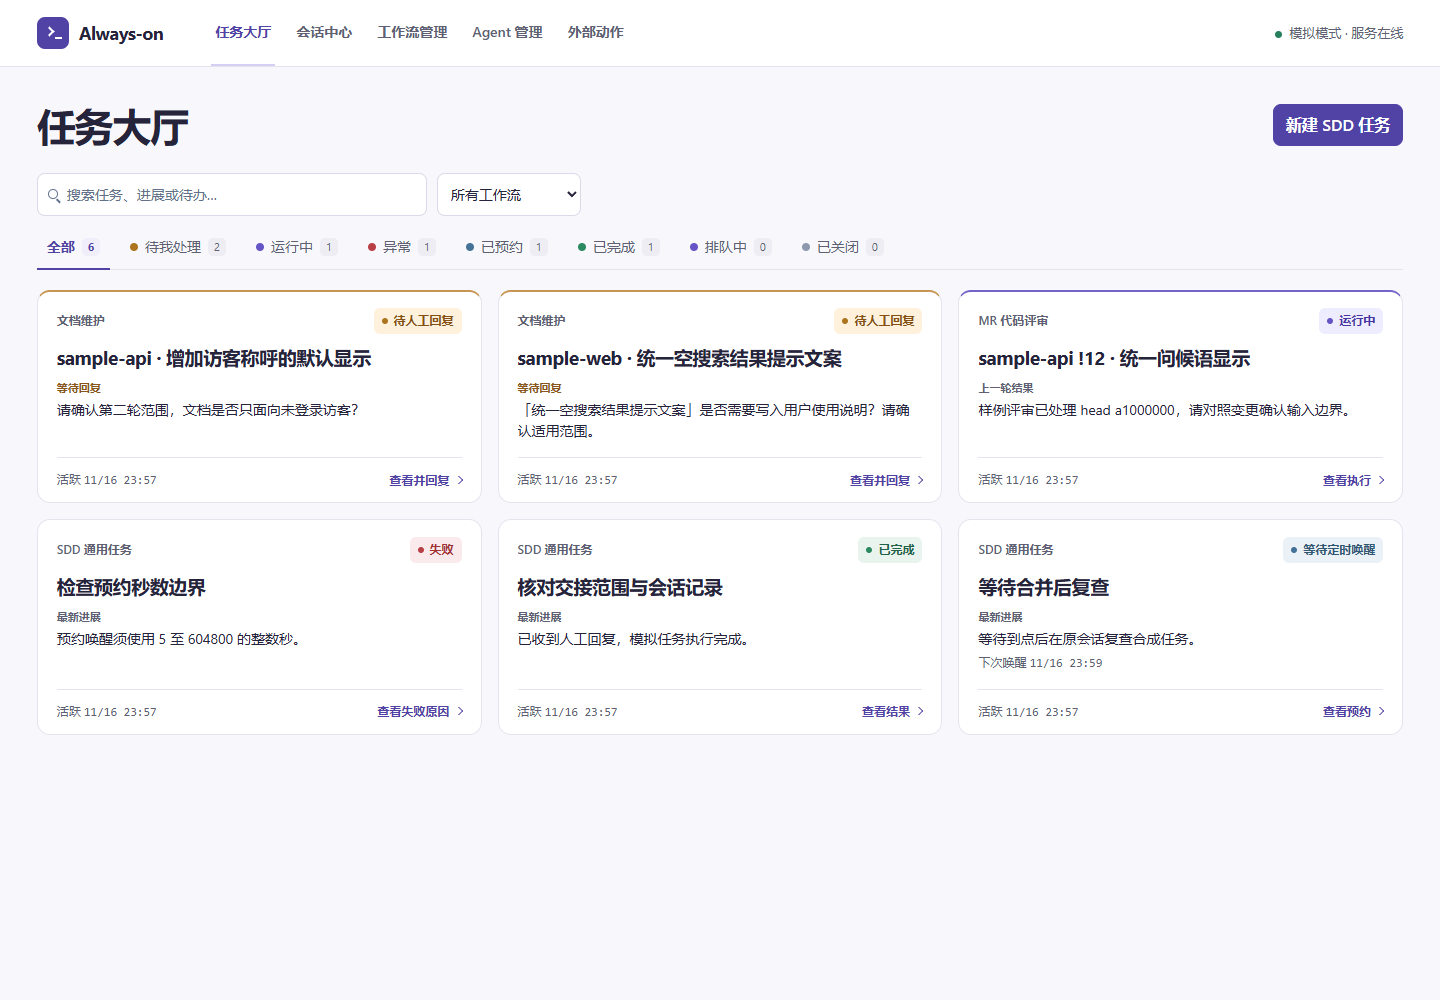 Always-on
任务大厅
会话中心
工作流管理
Agent 管理
外部动作
模拟模式 · 服务在线
任务大厅
新建 SDD 任务
搜索任务、进展或待办...
所有工作流
全部 6
待我处理 2
运行中 1
异常 1
已预约 1
已完成 1
排队中 0
已关闭 0
文档维护
待人工回复
sample-api · 增加访客称呼的默认显示
等待回复
请确认第二轮范围，文档是否只面向未登录访客？
活跃 11/16 23:57
查看并回复
文档维护
待人工回复
sample-web · 统一空搜索结果提示文案
等待回复
「统一空搜索结果提示文案」是否需要写入用户使用说明？请确
认适用范围。
活跃 11/16 23:57
查看并回复
MR 代码评审
运行中
sample-api !12 · 统一问候语显示
上一轮结果
样例评审已处理 head a1000000，请对照变更确认输入边界。
活跃 11/16 23:57
查看执行
SDD 通用任务
失败
检查预约秒数边界
最新进展
预约唤醒须使用 5 至 604800 的整数秒。
活跃 11/16 23:57
查看失败原因
SDD 通用任务
已完成
核对交接范围与会话记录
最新进展
已收到人工回复，模拟任务执行完成。
活跃 11/16 23:57
查看结果
SDD 通用任务
等待定时唤醒
等待合并后复查
最新进展
等待到点后在原会话复查合成任务。
下次唤醒 11/16 23:59
活跃 11/16 23:57
查看预约